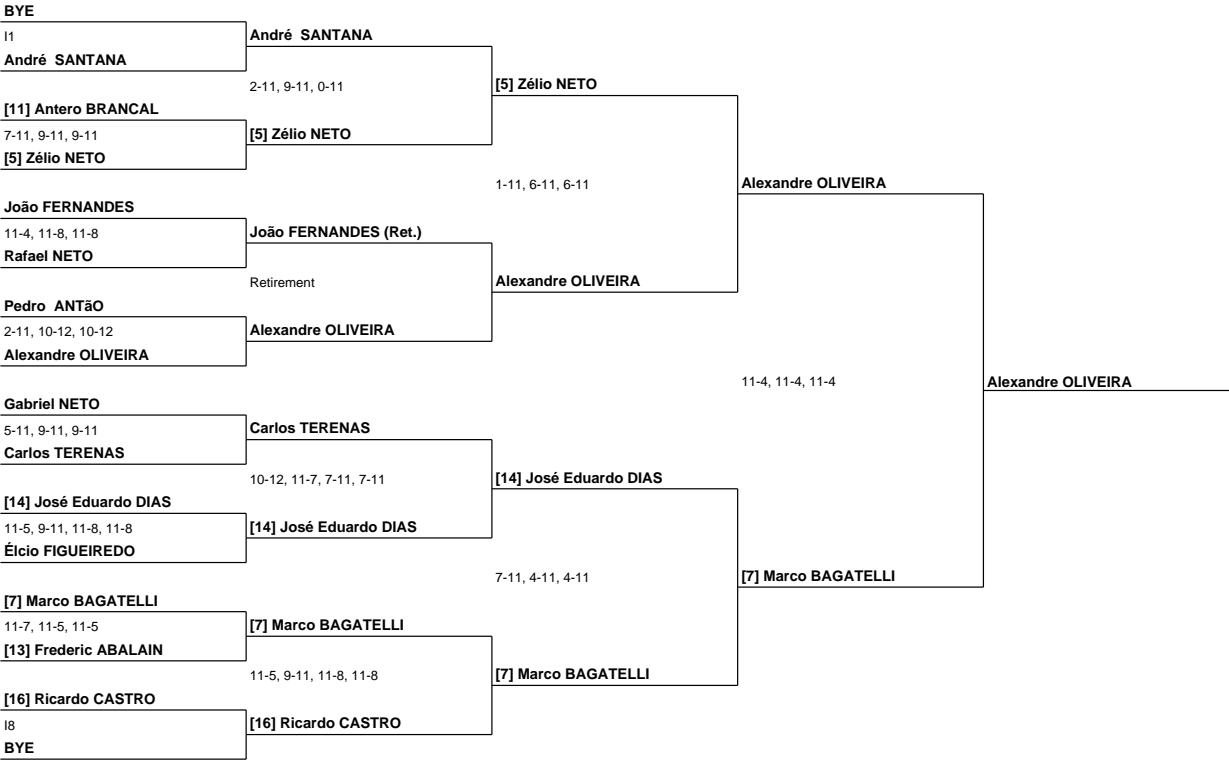 BYE
I1
André  SANTANA
[11] Antero BRANCAL
7-11, 9-11, 9-11
[5] Zélio NETO
João FERNANDES
11-4, 11-8, 11-8
Rafael NETO
Pedro  ANTãO
2-11, 10-12, 10-12
Alexandre OLIVEIRA
Gabriel NETO
5-11, 9-11, 9-11
Carlos TERENAS
[14] José Eduardo DIAS
11-5, 9-11, 11-8, 11-8
Élcio FIGUEIREDO
[7] Marco BAGATELLI
11-7, 11-5, 11-5
[13] Frederic ABALAIN
[16] Ricardo CASTRO
I8
BYE
André  SANTANA
2-11, 9-11, 0-11
[5] Zélio NETO
João FERNANDES (Ret.)
Retirement
Alexandre OLIVEIRA
Carlos TERENAS
10-12, 11-7, 7-11, 7-11
[14] José Eduardo DIAS
[7] Marco BAGATELLI
11-5, 9-11, 11-8, 11-8
[16] Ricardo CASTRO
[5] Zélio NETO
1-11, 6-11, 6-11
Alexandre OLIVEIRA
[14] José Eduardo DIAS
7-11, 4-11, 4-11
[7] Marco BAGATELLI
Alexandre OLIVEIRA
11-4, 11-4, 11-4
[7] Marco BAGATELLI
Alexandre OLIVEIRA